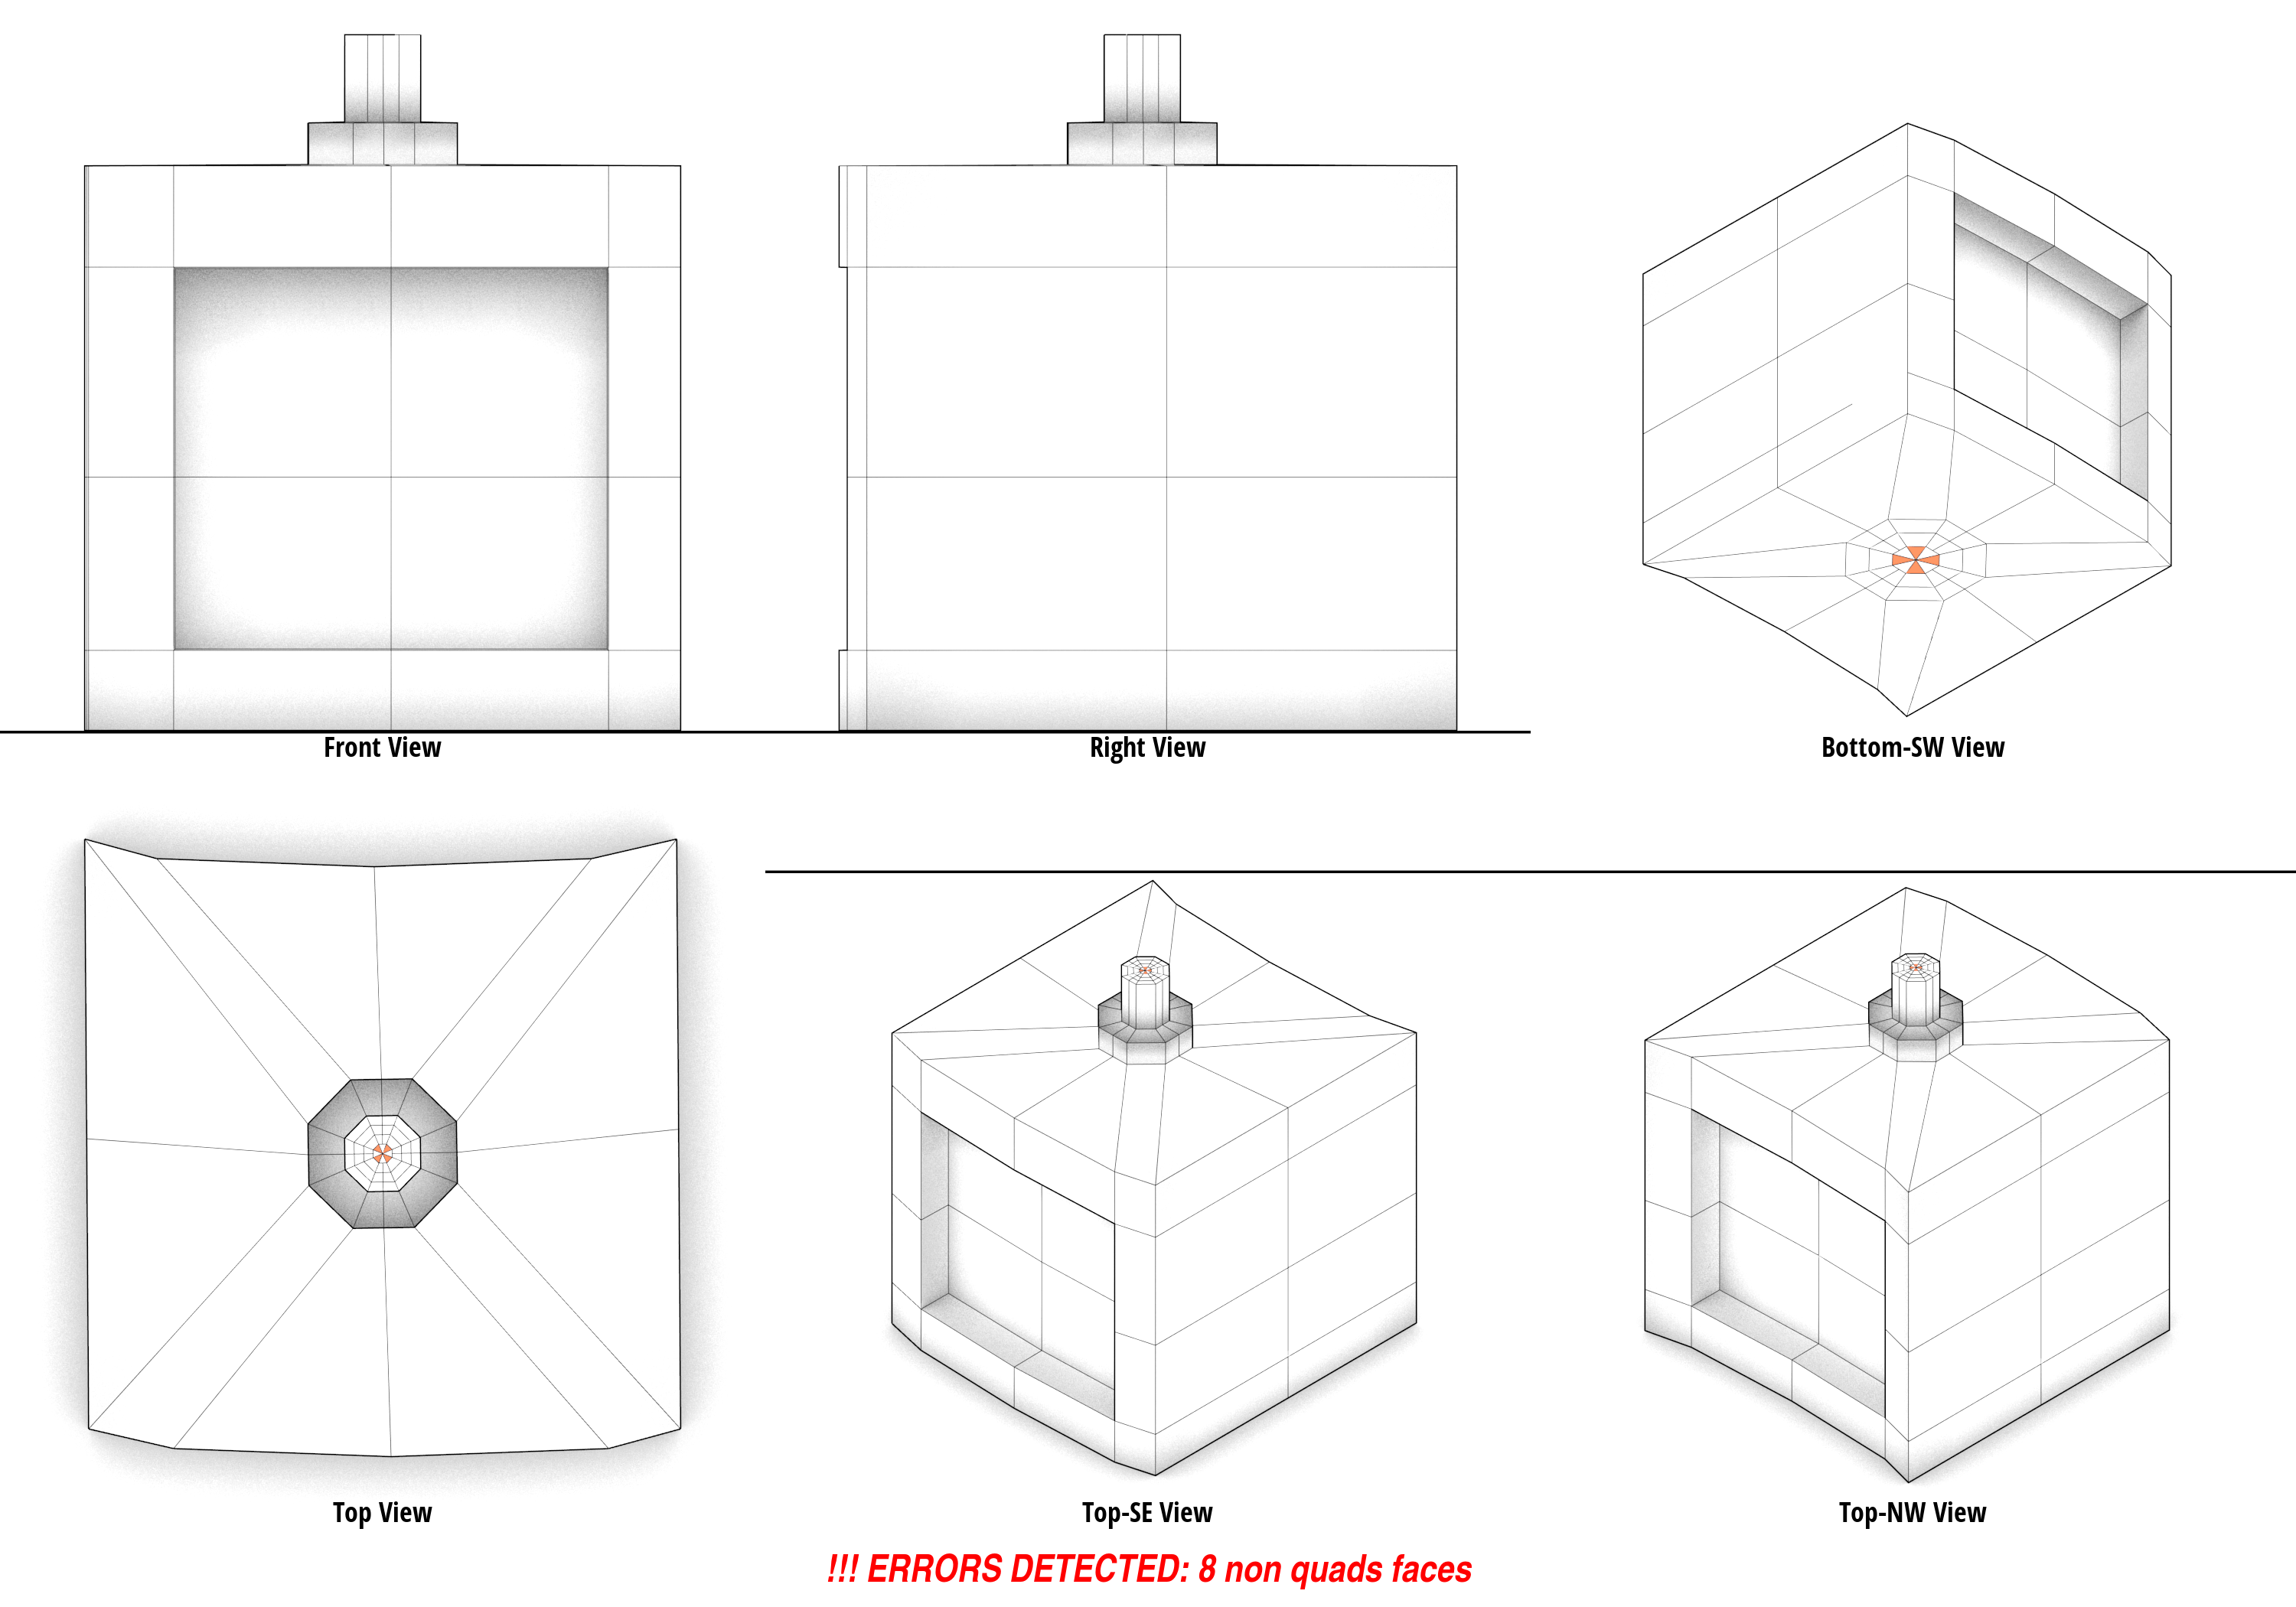 Front View
Right View
Bottom-SW View
Top View
Top-SE View
Top-NW View
!!! ERRORS DETECTED: 8 non quads faces